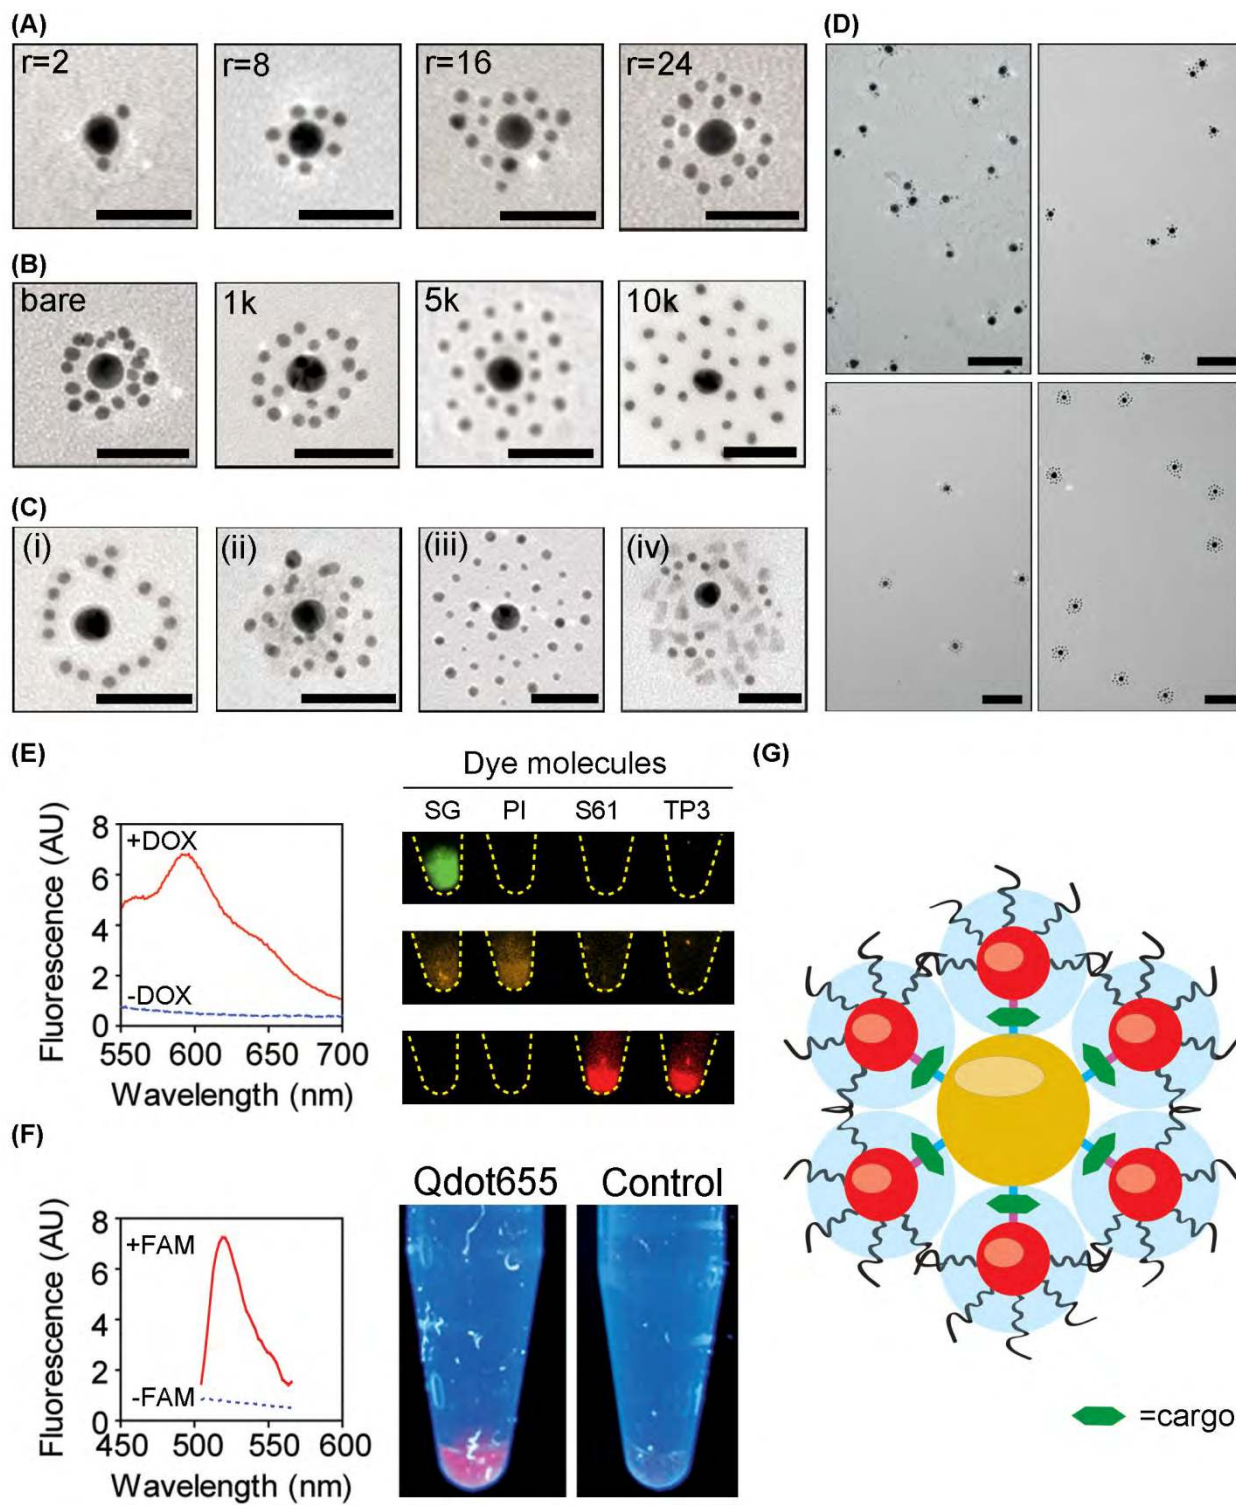 (A)
r=2
r=8
r=16
r=24
(B)
bare
1k
5k
10k
(C)
(i)
(ii)
(iii)
(iv)
(D)
(E)
8
+DOX
6
4
2
-DOX
0
550 600 650 700
Fluorescence (AU)
Wavelength (nm)
Dye molecules
SG PI S61 TP3
(F)
8
+FAM
6
4
2
-FAM
0
450 500 550 600
Fluorescence (AU)
Wavelength (nm)
Qdot655 Control
(G)
=cargo